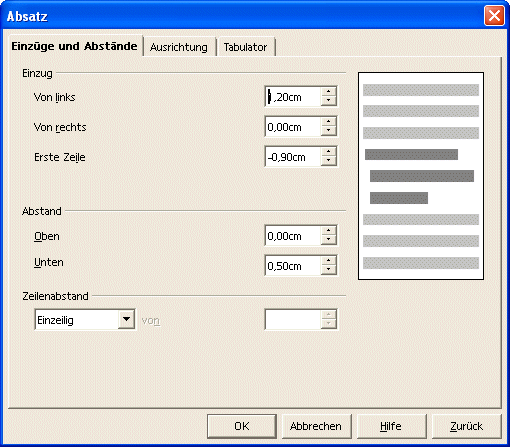 Absatz
Einzüge und Abstände Ausrichtung Tabulator
Einzug
Von links 1,20cm
Von rechts 0,00cm
Erste Zeile -0,90cm
Abstand
Oben 0,00cm
Unten 0,50cm
Zeilenabstand
Einzeilig von
OK Abbrechen Hilfe Zurück